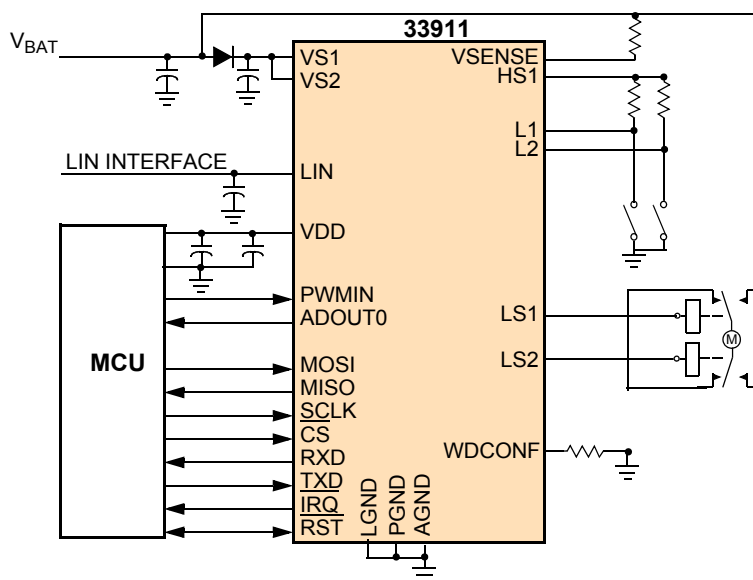 33911
V_BAT
VS1
VS2
VSENSE
HS1
L1
L2
LIN INTERFACE
LIN
VDD
PWMIN
ADOUT0
LS1
M
MCU
MOSI
MISO
SCLK
CS
LS2
RXD
TXD
IRQ
RST
WDCONF
LGND
PGND
AGND